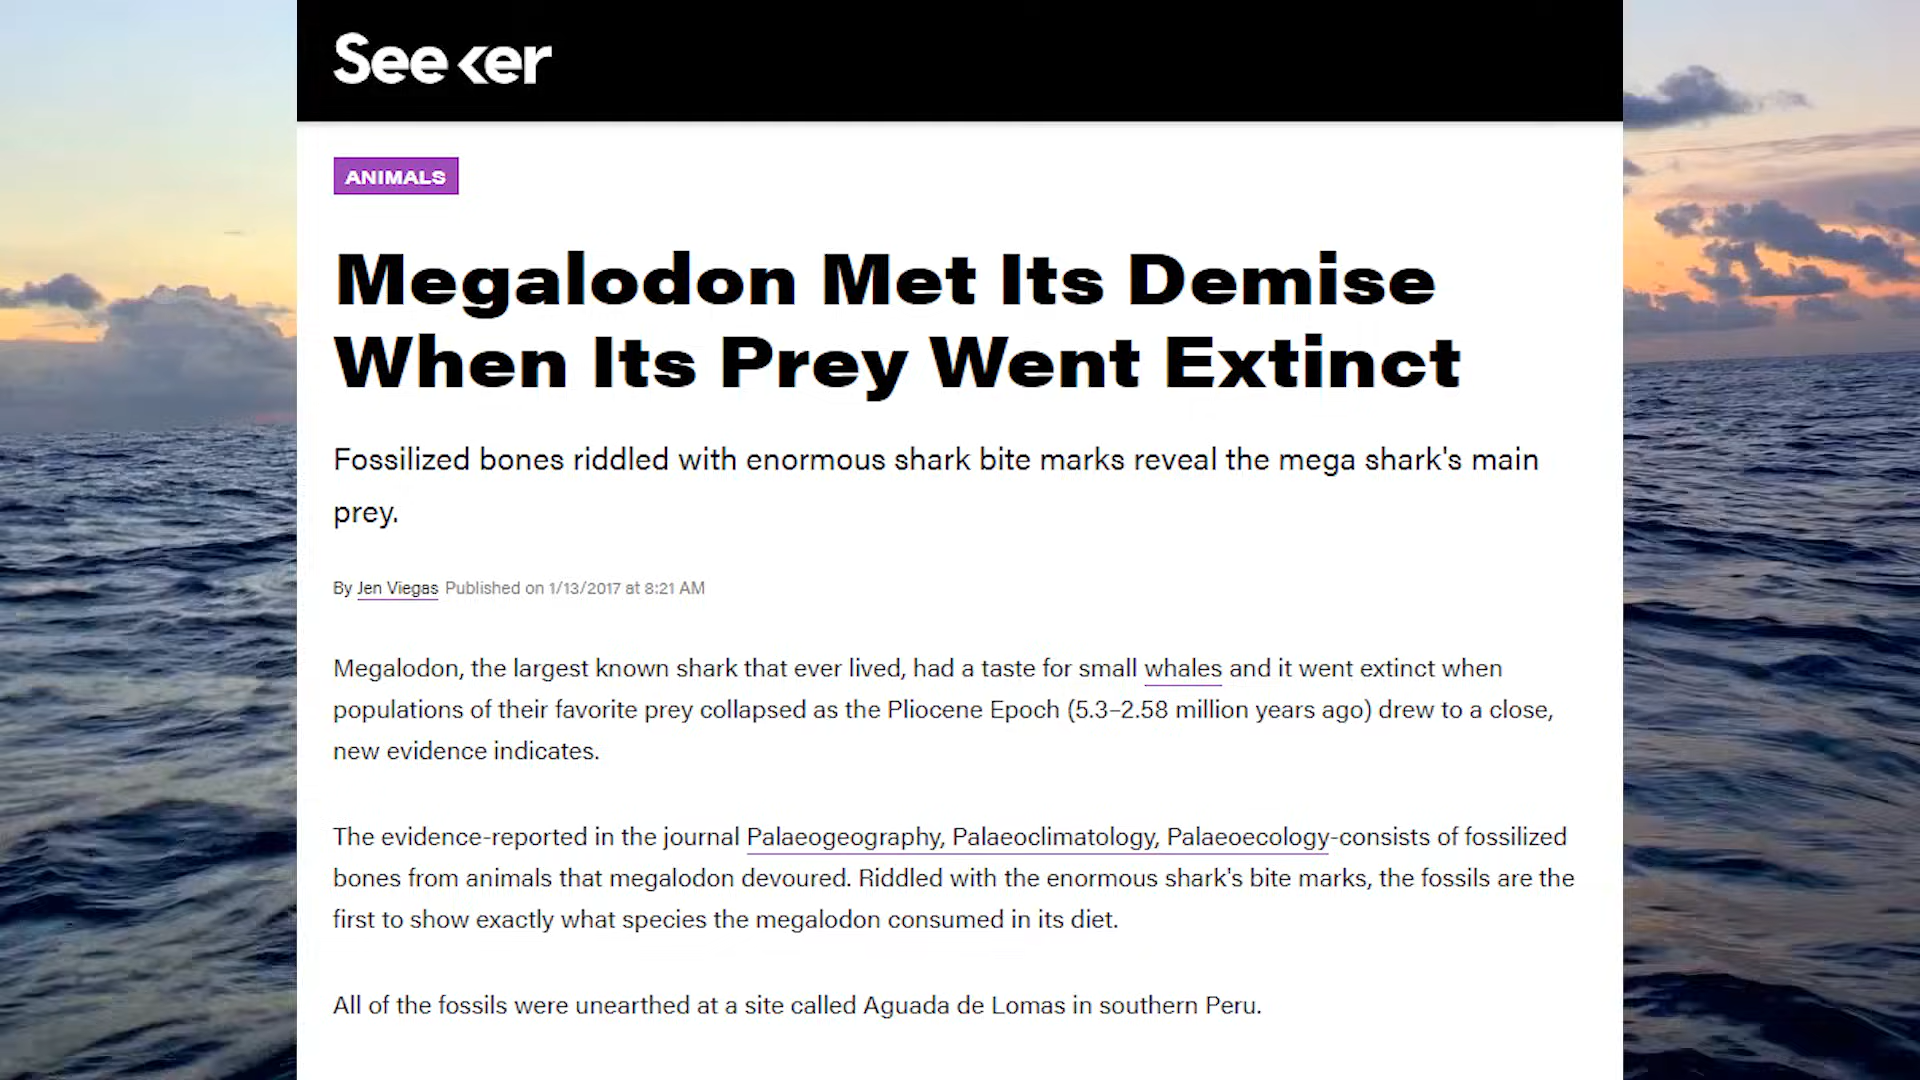 Seeker
ANIMALS
Megalodon Met Its Demise
When Its Prey Went Extinct
Fossilized bones riddled with enormous shark bite marks reveal the mega shark's main
prey.
By Jen Viegas Published on 1/13/2017 at 8:21 AM
Megalodon, the largest known shark that ever lived, had a taste for small whales and it went extinct when
populations of their favorite prey collapsed as the Pliocene Epoch (5.3–2.58 million years ago) drew to a close,
new evidence indicates.
The evidence-reported in the journal Palaeogeography, Palaeoclimatology, Palaeoecology-consists of fossilized
bones from animals that megalodon devoured. Riddled with the enormous shark's bite marks, the fossils are the
first to show exactly what species the megalodon consumed in its diet.
All of the fossils were unearthed at a site called Aguada de Lomas in southern Peru.